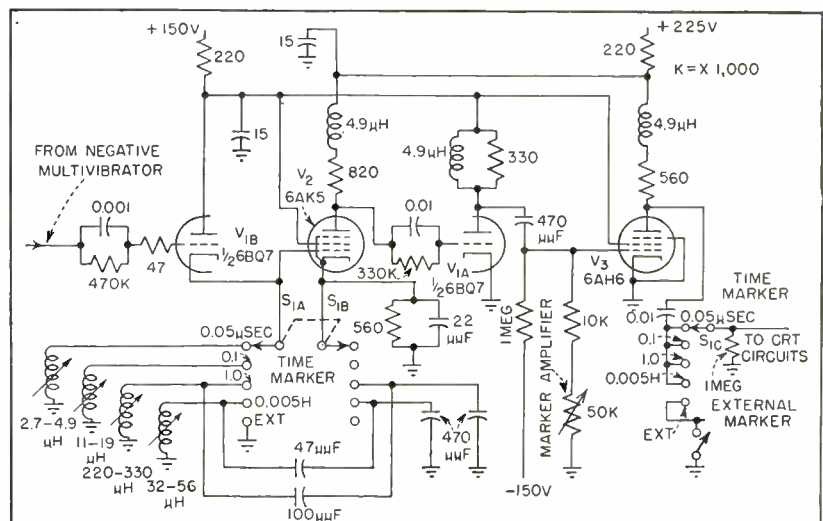 +150V
220
15
+225V
220
K=X 1,000
4.9μH
15
4.9μH
330
4.9μH
FROM NEGATIVE
MULTIVIBRATOR
V2
6AK5
820
560
0.001
0.01
470
μμF
470K
47
V1B
1/2 6BQ7
330K
V1A
1/2 6BQ7
V3
6AH6
TIME
MARKER
S1A
S1B
0.01
0.05μSEC
0.05μSEC
560
22
μμF
1MEG
MARKER AMPLIFIER
10K
0.1
S1C
TO CRT
CIRCUITS
0.1
TIME
MARKER
1.0
1.0
0.005H
1MEG
0.005H
50K
EXTERNAL
MARKER
2.7-4.9
μH
EXT
470
μμF
EXT
11-19
μH
47μμF
220-330
μH
32-56
μH
100μμF
-150V